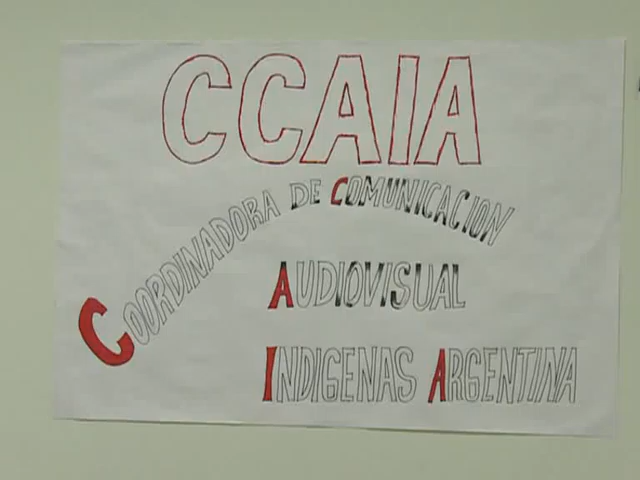 CCAIA
COORDINADORA DE COMUNICACION
AUDIOVISUAL
INDIGENAS ARGENTINA